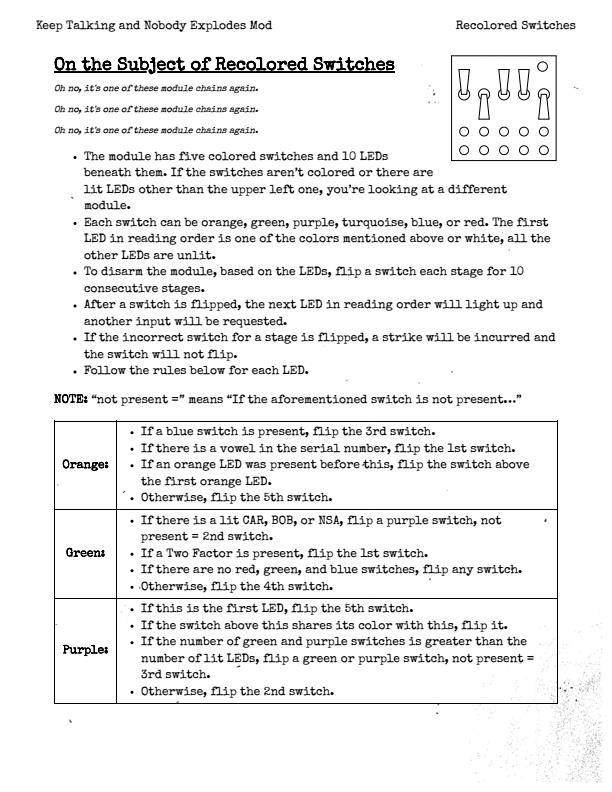 Keep Talking and Nobody Explodes Mod Recolored Switches
On the Subject of Recolored Switches
Oh no, it's one of these module chains again.
Oh no, it's one of these module chains again.
Oh no, it's one of these module chains again.
• The module has five colored switches and 10 LEDs
beneath them. If the switches aren't colored or there are
lit LEDs other than the upper left one, you're looking at a different
module.
• Each switch can be orange, green, purple, turquoise, blue, or red. The first
LED in reading order is one of the colors mentioned above or white, all the
other LEDs are unlit.
• To disarm the module, based on the LEDs, flip a switch each stage for 10
consecutive stages.
• After a switch is flipped, the next LED in reading order will light up and
another input will be requested.
• If the incorrect switch for a stage is flipped, a strike will be incurred and
the switch will not flip.
• Follow the rules below for each LED.
NOTE: "not present =" means "If the aforementioned switch is not present..."
Orange:
• If a blue switch is present, flip the 3rd switch.
• If there is a vowel in the serial number, flip the 1st switch.
• If an orange LED was present before this, flip the switch above
the first orange LED.
• Otherwise, flip the 5th switch.
Green:
• If there is a lit CAR, BOB, or NSA, flip a purple switch, not
present = 2nd switch.
• If a Two Factor is present, flip the 1st switch.
• If there are no red, green, and blue switches, flip any switch.
• Otherwise, flip the 4th switch.
Purple:
• If this is the first LED, flip the 5th switch.
• If the switch above this shares its color with this, flip it.
• If the number of green and purple switches is greater than the
number of lit LEDs, flip a green or purple switch, not present =
3rd switch.
• Otherwise, flip the 2nd switch.